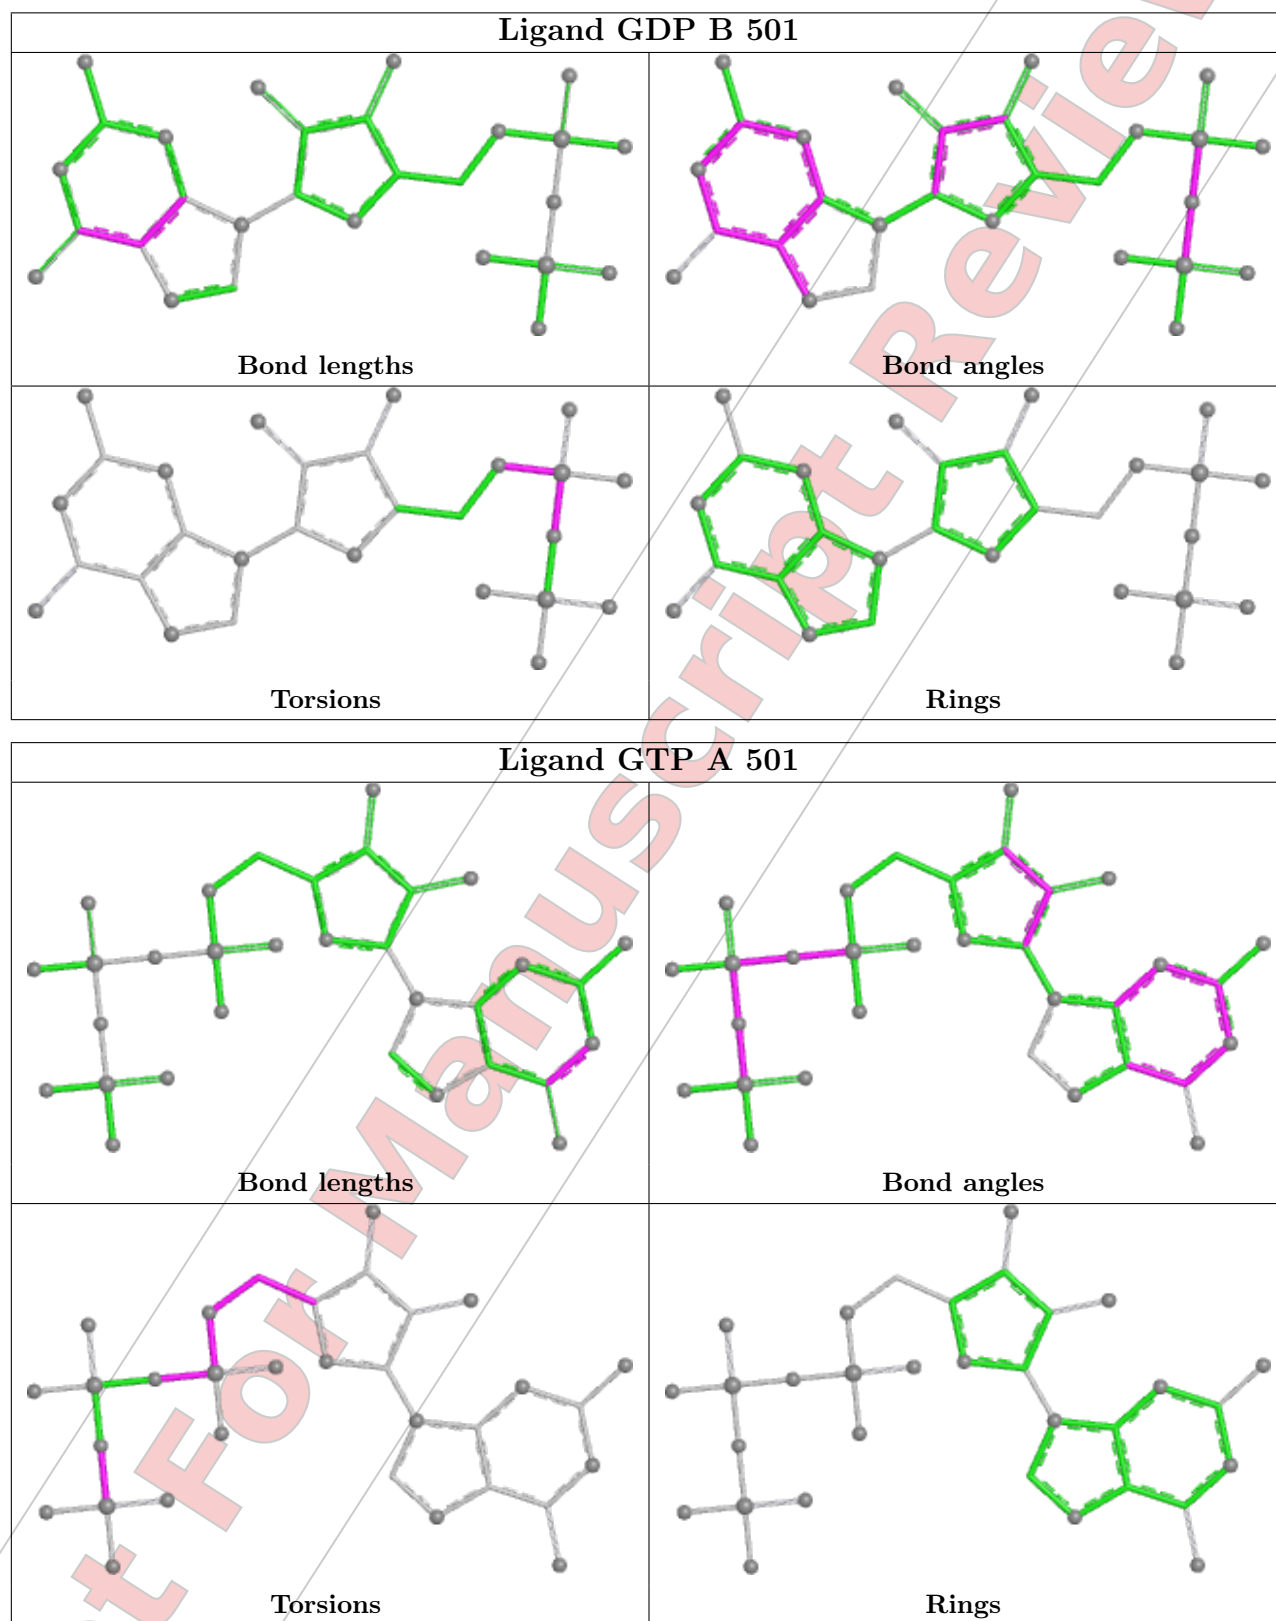 Ligand GDP B 501
Bond lengths
Bond angles
Torsions
Rings
Ligand GTP A 501
Bond lengths
Bond angles
Torsions
Rings
For Manuscript Review